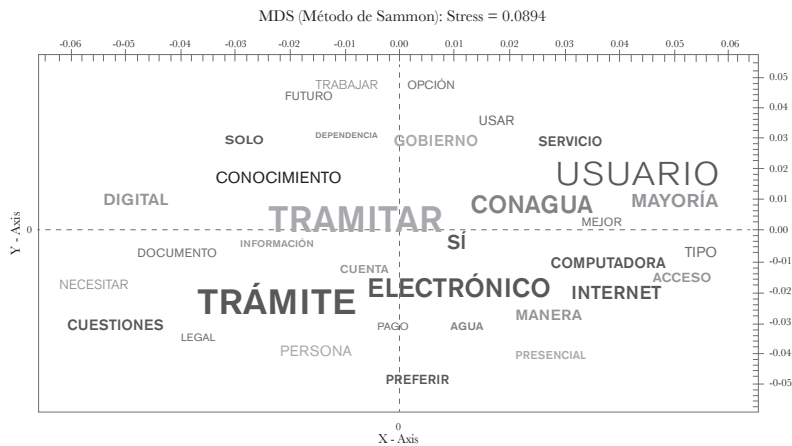 MDS (Método de Sammon): Stress = 0.0894
-0.06 -0.04 -0.03 -0.02 -0.01 0.00 0.01 0.02 0.03 0.04 0.05 0.06
TRABAJAR OPCIÓN 0.05
FUTURO 0.04
USAR
SOLO DEPENDENCIA GOBIERNO SERVICIO 0.03
CONOCIMIENTO USUARIO 0.02
DIGITAL CONAGUA MAYORÍA 0.01
TRAMITAR MEJOR
Y - Axis 0 0.00
INFORMACIÓN SÍ
DOCUMENTO TIPO
CUENTA COMPUTADORA -0.01
NECESITAR ELECTRÓNICO ACCESO -0.02
TRÁMITE INTERNET
MANERA -0.03
CUESTIONES PAGO AGUA
LEGAL
PERSONA PRESENCIAL -0.04
PREFERIR -0.05
0
X - Axis